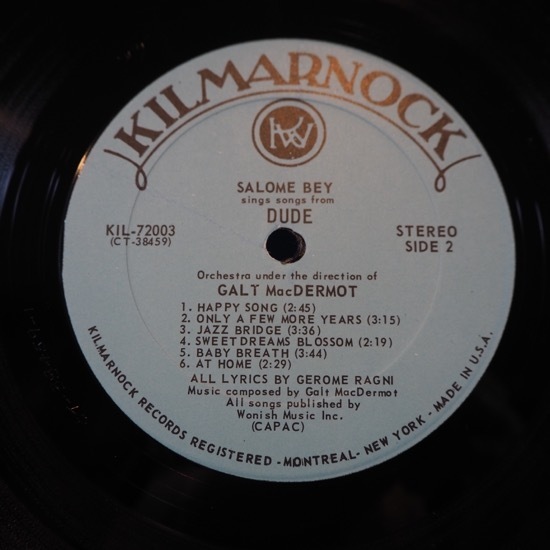 KILMARNOCK
SALOME BEY
sings songs from
DUDE
KIL-72003
(CT-38459)
STEREO
SIDE 2
Orchestra under the direction of
GALT MacDERMOT
1. HAPPY SONG (2:45)
2. ONLY A FEW MORE YEARS (3:15)
3. JAZZ BRIDGE (3:36)
4. SWEET DREAMS BLOSSOM (2:19)
5. BABY BREATH (3:44)
6. AT HOME (2:29)
ALL LYRICS BY GEROME RAGNI
Music composed by Galt MacDermot
All songs published by
Wonish Music Inc.
(CAPAC)
KILMARNOCK RECORDS REGISTERED - MONTREAL - NEW YORK - MADE IN U.S.A.